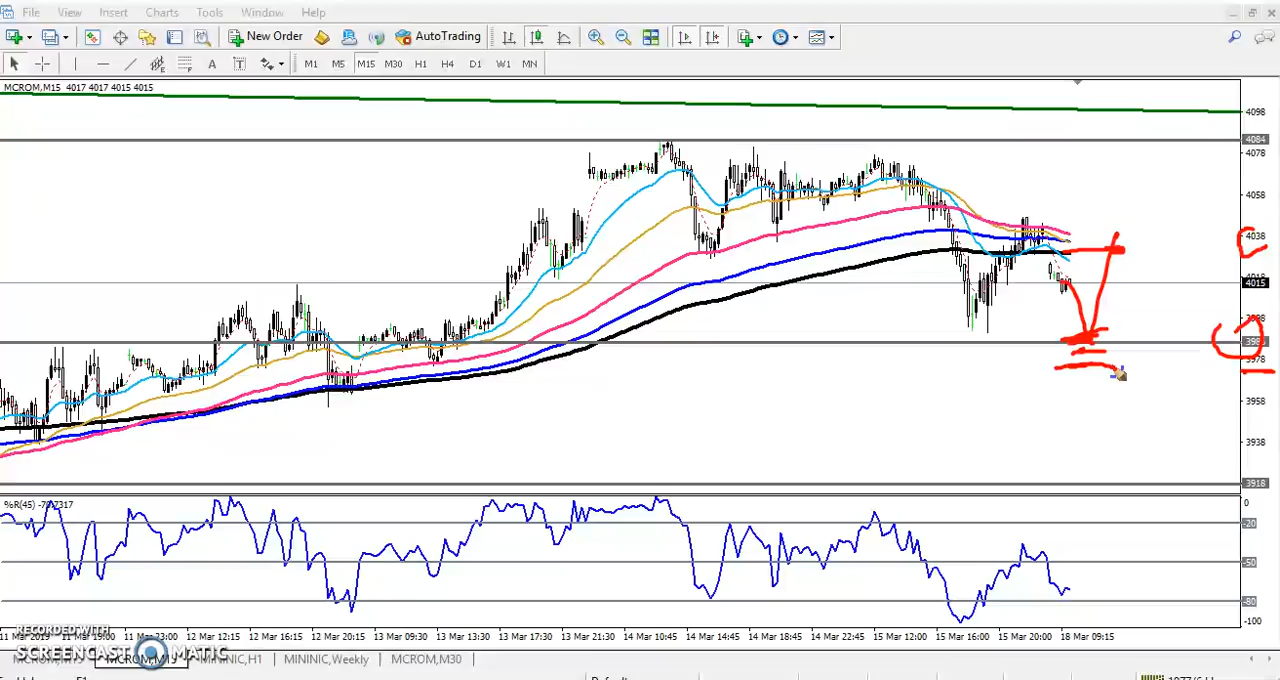 File View Insert Charts Tools Window Help
New Order AutoTrading
A T M1 M5 M15 M30 H1 H4 D1 W1 MN
MCROM,M15 4017 4017 4015 4015
4098
4084
4078
4058
4038
4018
4015
3998
3978
3958
3938
3918
%R(45)
0
-20
-50
-80
-100
11 Mar 2019 11 Mar 19:00 11 Mar 23:00 12 Mar 12:15 12 Mar 16:15 12 Mar 20:15 13 Mar 09:30 13 Mar 13:30 13 Mar 21:30 14 Mar 10:45 14 Mar 14:45 14 Mar 18:45 14 Mar 22:45 15 Mar 12:00 15 Mar 16:00 15 Mar 20:00 18 Mar 09:15
RECORDED WITH
SCREENCAST MATIC
MCROM,M15 MININIC,H1 MININIC,Weekly MCROM,M30